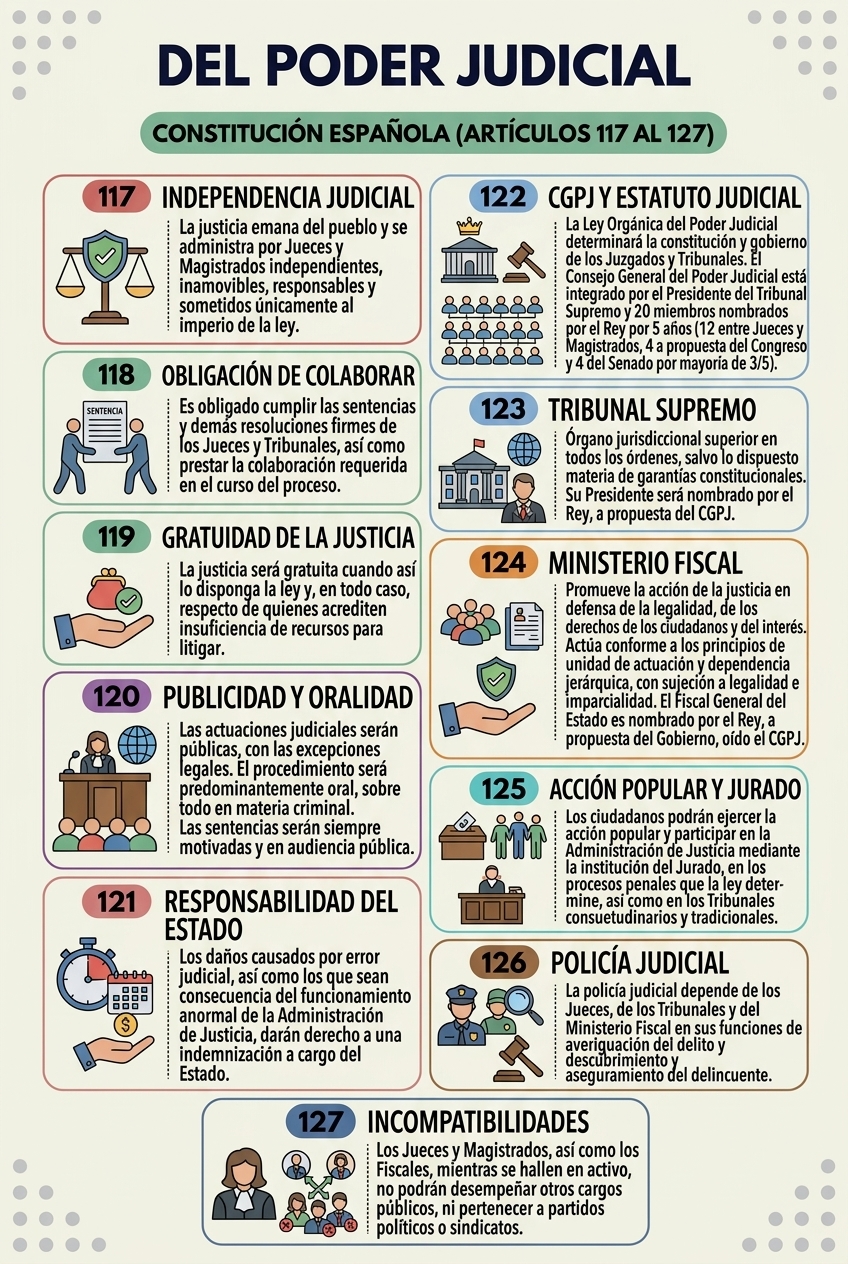 DEL PODER JUDICIAL
CONSTITUCIÓN ESPAÑOLA (ARTÍCULOS 117 AL 127)
117 INDEPENDENCIA JUDICIAL
La justicia emana del pueblo y se
administra por Jueces y
Magistrados independientes,
inamovibles, responsables y
sometidos únicamente al
imperio de la ley.
118 OBLIGACIÓN DE COLABORAR
SENTENCIA
Es obligado cumplir las sentencias
y demás resoluciones firmes de
los Jueces y Tribunales, así como
prestar la colaboración requerida
en el curso del proceso.
119 GRATUIDAD DE LA JUSTICIA
La justicia será gratuita cuando así
lo disponga la ley y, en todo caso,
respecto de quienes acrediten
insuficiencia de recursos para
litigar.
120 PUBLICIDAD Y ORALIDAD
Las actuaciones judiciales serán
públicas, con las excepciones
legales. El procedimiento será
predominantemente oral, sobre
todo en materia criminal.
Las sentencias serán siempre
motivadas y en audiencia pública.
121 RESPONSABILIDAD DEL
ESTADO
Los daños causados por error
judicial, así como los que sean
consecuencia del funcionamiento
anormal de la Administración
de Justicia, darán derecho a una
indemnización a cargo del
Estado.
$
122 CGPJ Y ESTATUTO JUDICIAL
La Ley Orgánica del Poder Judicial
determinará la constitución y gobierno
de los Juzgados y Tribunales. El
Consejo General del Poder Judicial está
integrado por el Presidente del Tribunal
Supremo y 20 miembros nombrados
por el Rey por 5 años (12 entre Jueces y
Magistrados, 4 a propuesta del Congreso
y 4 del Senado por mayoría de 3/5).
123 TRIBUNAL SUPREMO
Órgano jurisdiccional superior en
todos los órdenes, salvo lo dispuesto
materia de garantías constitucionales.
Su Presidente será nombrado por el
Rey, a propuesta del CGPJ.
124 MINISTERIO FISCAL
Promueve la acción de la justicia en
defensa de la legalidad, de los
derechos de los ciudadanos y del interés.
Actúa conforme a los principios de
unidad de actuación y dependencia
jerárquica, con sujeción a legalidad e
imparcialidad. El Fiscal General del
Estado es nombrado por el Rey, a
propuesta del Gobierno, oído el CGPJ.
125 ACCIÓN POPULAR Y JURADO
Los ciudadanos podrán ejercer la
acción popular y participar en la
Administración de Justicia mediante
la institución del Jurado, en los
procesos penales que la ley deter-
mine, así como en los Tribunales
consuetudinarios y tradicionales.
126 POLICÍA JUDICIAL
La policía judicial depende de los
Jueces, de los Tribunales y del
Ministerio Fiscal en sus funciones de
averiguación del delito y
descubrimiento y
aseguramiento del delincuente.
127 INCOMPATIBILIDADES
Los Jueces y Magistrados, así como los
Fiscales, mientras se hallen en activo,
no podrán desempeñar otros cargos
públicos, ni pertenecer a partidos
políticos o sindicatos.